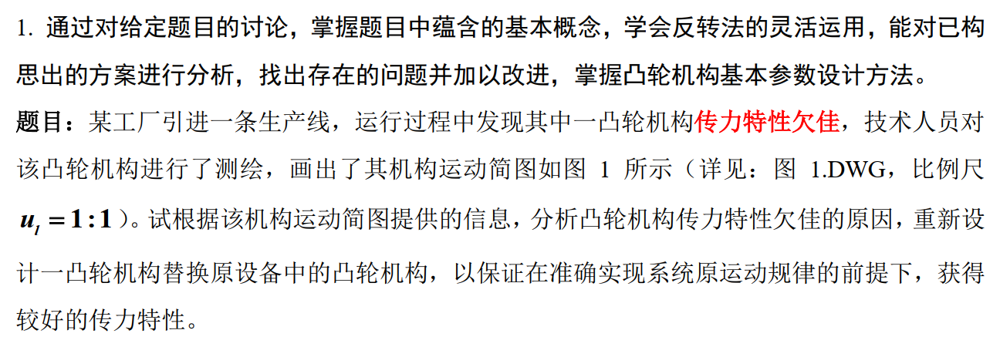 1. 通过对给定题目的讨论，掌握题目中蕴含的基本概念，学会反转法的灵活运用，能对已构
思出的方案进行分析，找出存在的问题并加以改进，掌握凸轮机构基本参数设计方法。
题目：某工厂引进一条生产线，运行过程中发现其中一凸轮机构传力特性欠佳，技术人员对
该凸轮机构进行了测绘，画出了其机构运动简图如图 1 所示（详见：图 1.DWG，比例尺
u_l = 1:1）。试根据该机构运动简图提供的信息，分析凸轮机构传力特性欠佳的原因，重新设
计一凸轮机构替换原设备中的凸轮机构，以保证在准确实现系统原运动规律的前提下，获得
较好的传力特性。